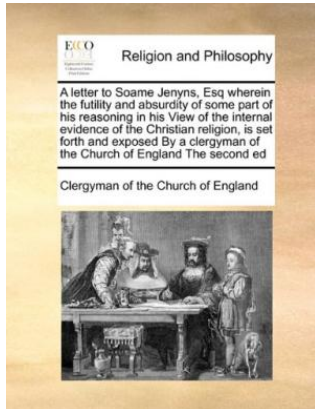 ECCO
Religion and Philosophy
A letter to Soame Jenyns, Esq wherein
the futility and absurdity of some part of
his reasoning in his View of the internal
evidence of the Christian religion, is set
forth and exposed By a clergyman of
the Church of England The second ed
Clergyman of the Church of England